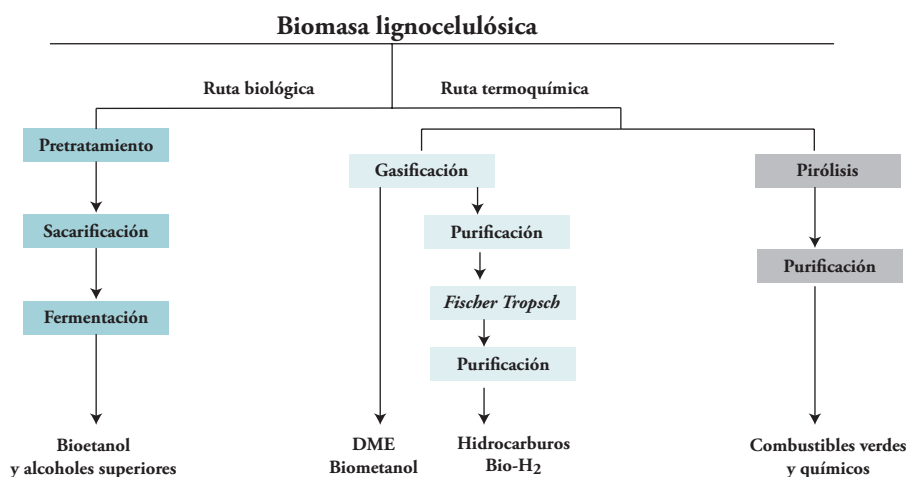 Biomasa lignocelulósica
Ruta biológica
Ruta termoquímica
Pretratamiento
Sacarificación
Fermentación
Bioetanol
y alcoholes superiores
Gasificación
DME
Biometanol
Purificación
Fischer Tropsch
Purificación
Hidrocarburos
Bio-H2
Pirólisis
Purificación
Combustibles verdes
y químicos